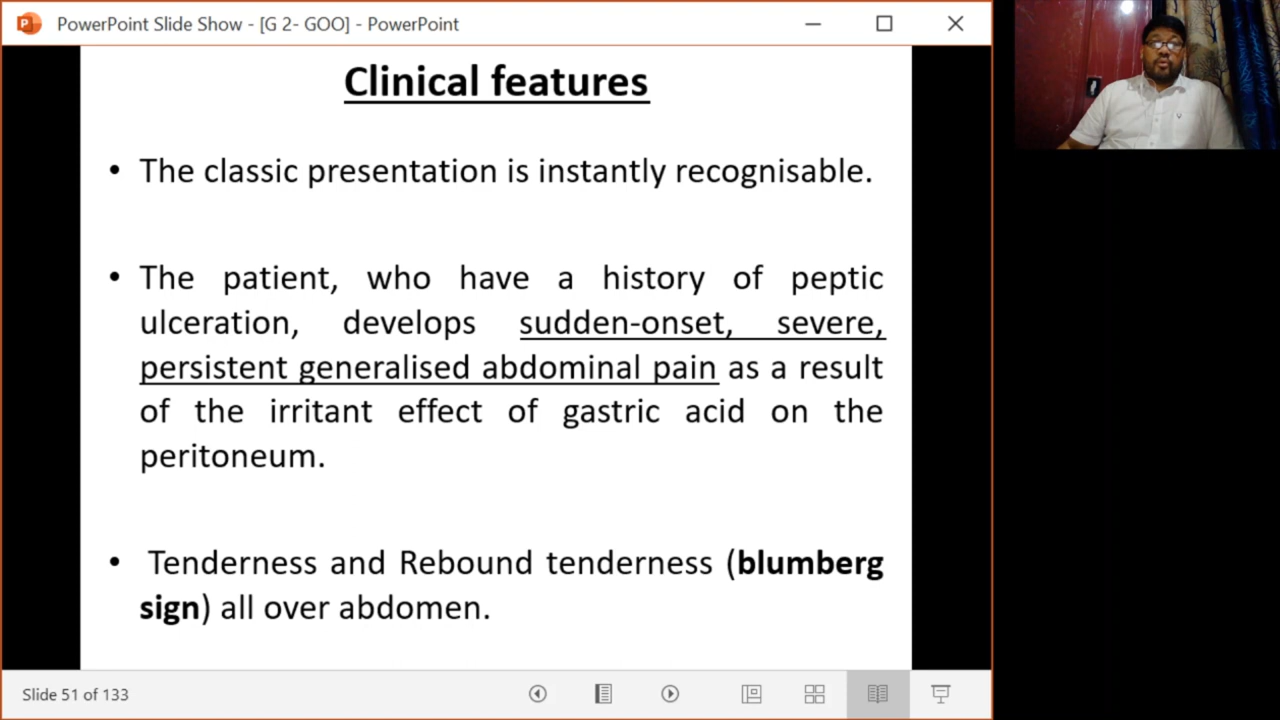 PowerPoint Slide Show - [G 2- GOO] - PowerPoint
Clinical features
• The classic presentation is instantly recognisable.
• The patient, who have a history of peptic
ulceration, develops sudden-onset, severe,
persistent generalised abdominal pain as a result
of the irritant effect of gastric acid on the
peritoneum.
• Tenderness and Rebound tenderness (blumberg
sign) all over abdomen.
Slide 51 of 133